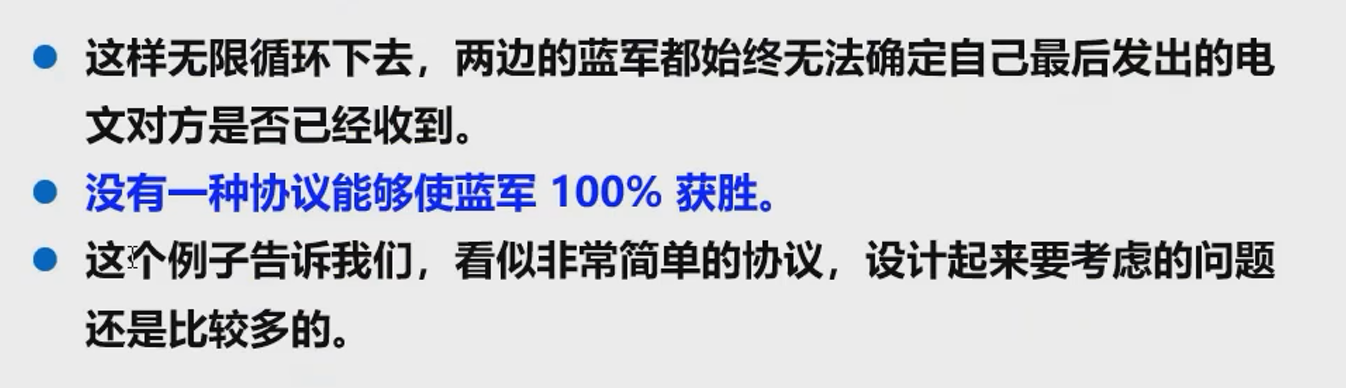 ● 这样无限循环下去，两边的蓝军都始终无法确定自己最后发出的电
文对方是否已经收到。
● 没有一种协议能够使蓝军 100% 获胜。
● 这个例子告诉我们，看似非常简单的协议，设计起来要考虑的问题
还是比较多的。